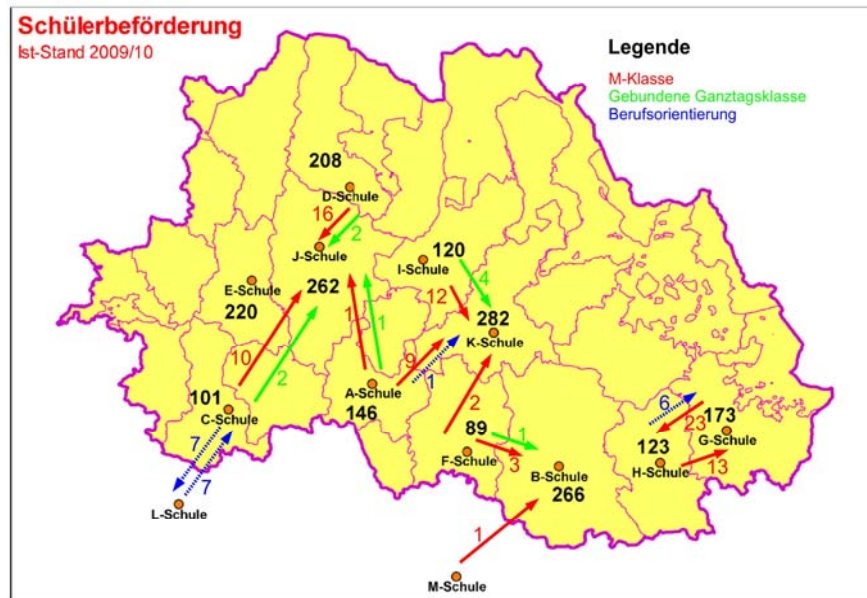 Schülerbeförderung
Ist-Stand 2009/10
Legende
M-Klasse
Gebundene Ganztagsklasse
Berufsorientierung
208
D-Schule
16
2
J-Schule
120
I-Schule
4
E-Schule
220
262
12
282
K-Schule
1
1
10
9
1
2
2
A-Schule
146
101
C-Schule
6
173
23
G-Schule
89
1
F-Schule
3
123
H-Schule
13
B-Schule
266
7
7
L-Schule
1
M-Schule